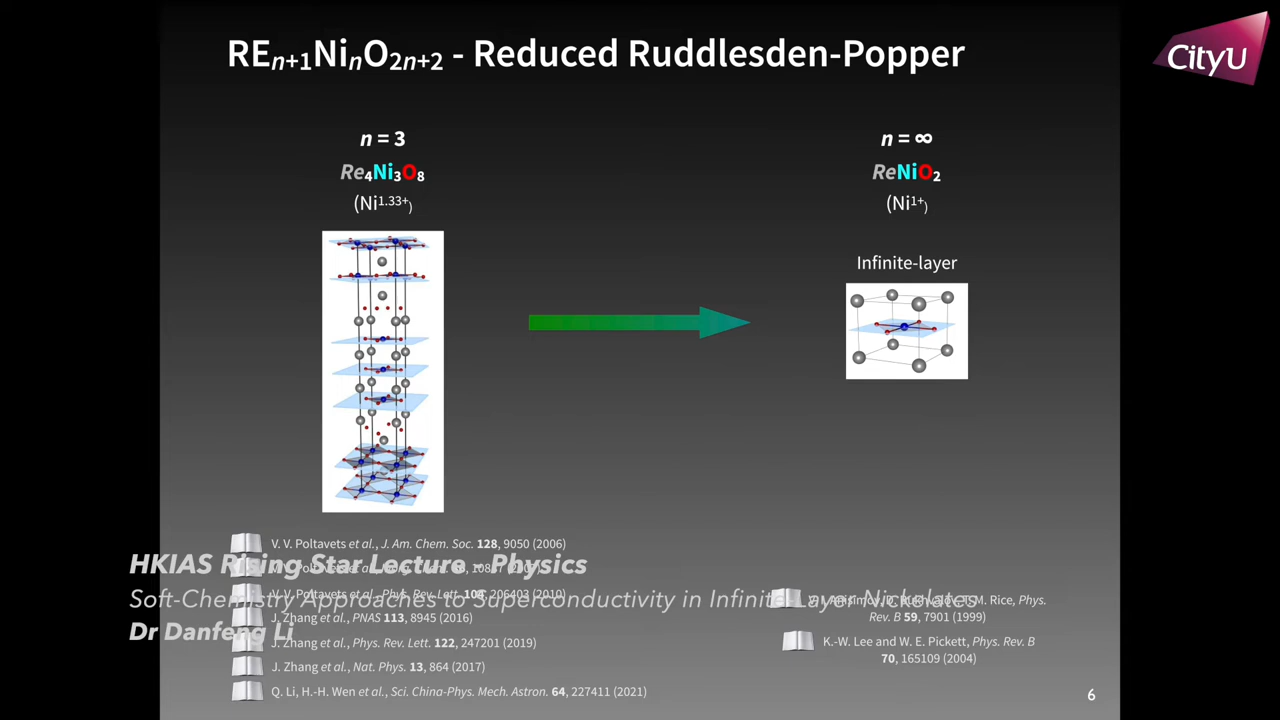 REn+1NinO2n+2 - Reduced Ruddlesden-Popper
CityU
n = 3
Re4Ni3O8
(Ni1.33+)
n = ∞
ReNiO2
(Ni1+)
Infinite-layer
V. V. Poltavets et al., J. Am. Chem. Soc. 128, 9050 (2006)
HKIAS Rising Star Lecture - Physics
V. V. Poltavets et al., Phys. Rev. Lett. 104, 206403 (2010)
Soft-Chemistry Approaches to Superconductivity in Infinite-Layer Nickelates
J. Zhang et al., PNAS 113, 8945 (2016)
Dr Danfeng Li
J. Zhang et al., Phys. Rev. Lett. 122, 247201 (2019)
J. Zhang et al., Nat. Phys. 13, 864 (2017)
Q. Li, H.-H. Wen et al., Sci. China-Phys. Mech. Astron. 64, 227411 (2021)
T. M. Rice, Phys.
Rev. B 59, 7901 (1999)
K.-W. Lee and W. E. Pickett, Phys. Rev. B
70, 165109 (2004)
6